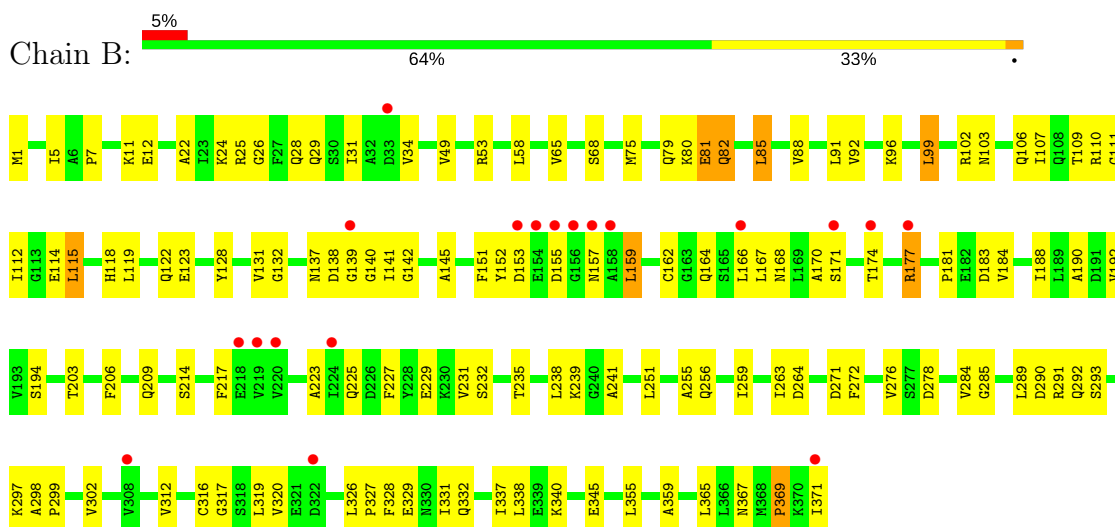 5%
Chain B:
64% 33% •
M1 I5 A6 P7 K11 E12 A22 I23 K24 R25 G26 F27 Q28 Q29 S30 I31 A32 D33 V34 V49 R53 L58 V65 S68 M75 Q79 K80 E81 Q82 L85 V88 L91 V92 K96 L99 R102 N103 Q106 I107 Q108 T109 R110 G111
I112 G113 E114 L115 H118 L119 Q122 E123 Y128 V131 G132 N137 D138 G139 G140 I141 G142 A145 F151 Y152 D153 E154 D155 G156 N157 A158 L159 C162 G163 Q164 S165 L166 L167 N168 L169 A170 S171 T174 R177 P181 E182 D183 V184 I188 L189 A190 D191 V192
V193 S194 T203 F206 Q209 S214 F217 E218 V219 V220 A223 I224 Q225 D226 F227 Y228 E229 K230 V231 S232 T235 L238 K239 G240 A241 L251 A255 Q256 I259 I263 D264 D271 F272 V276 S277 D278 V284 G285 L289 D290 R291 Q292 S293
K297 A298 P299 V302 V308 V312 C316 G317 S318 L319 V320 E321 D322 L326 P327 F328 E329 N330 I331 Q332 I337 L338 E339 K340 E345 L355 A359 L365 L366 N367 M368 P369 K370 I371